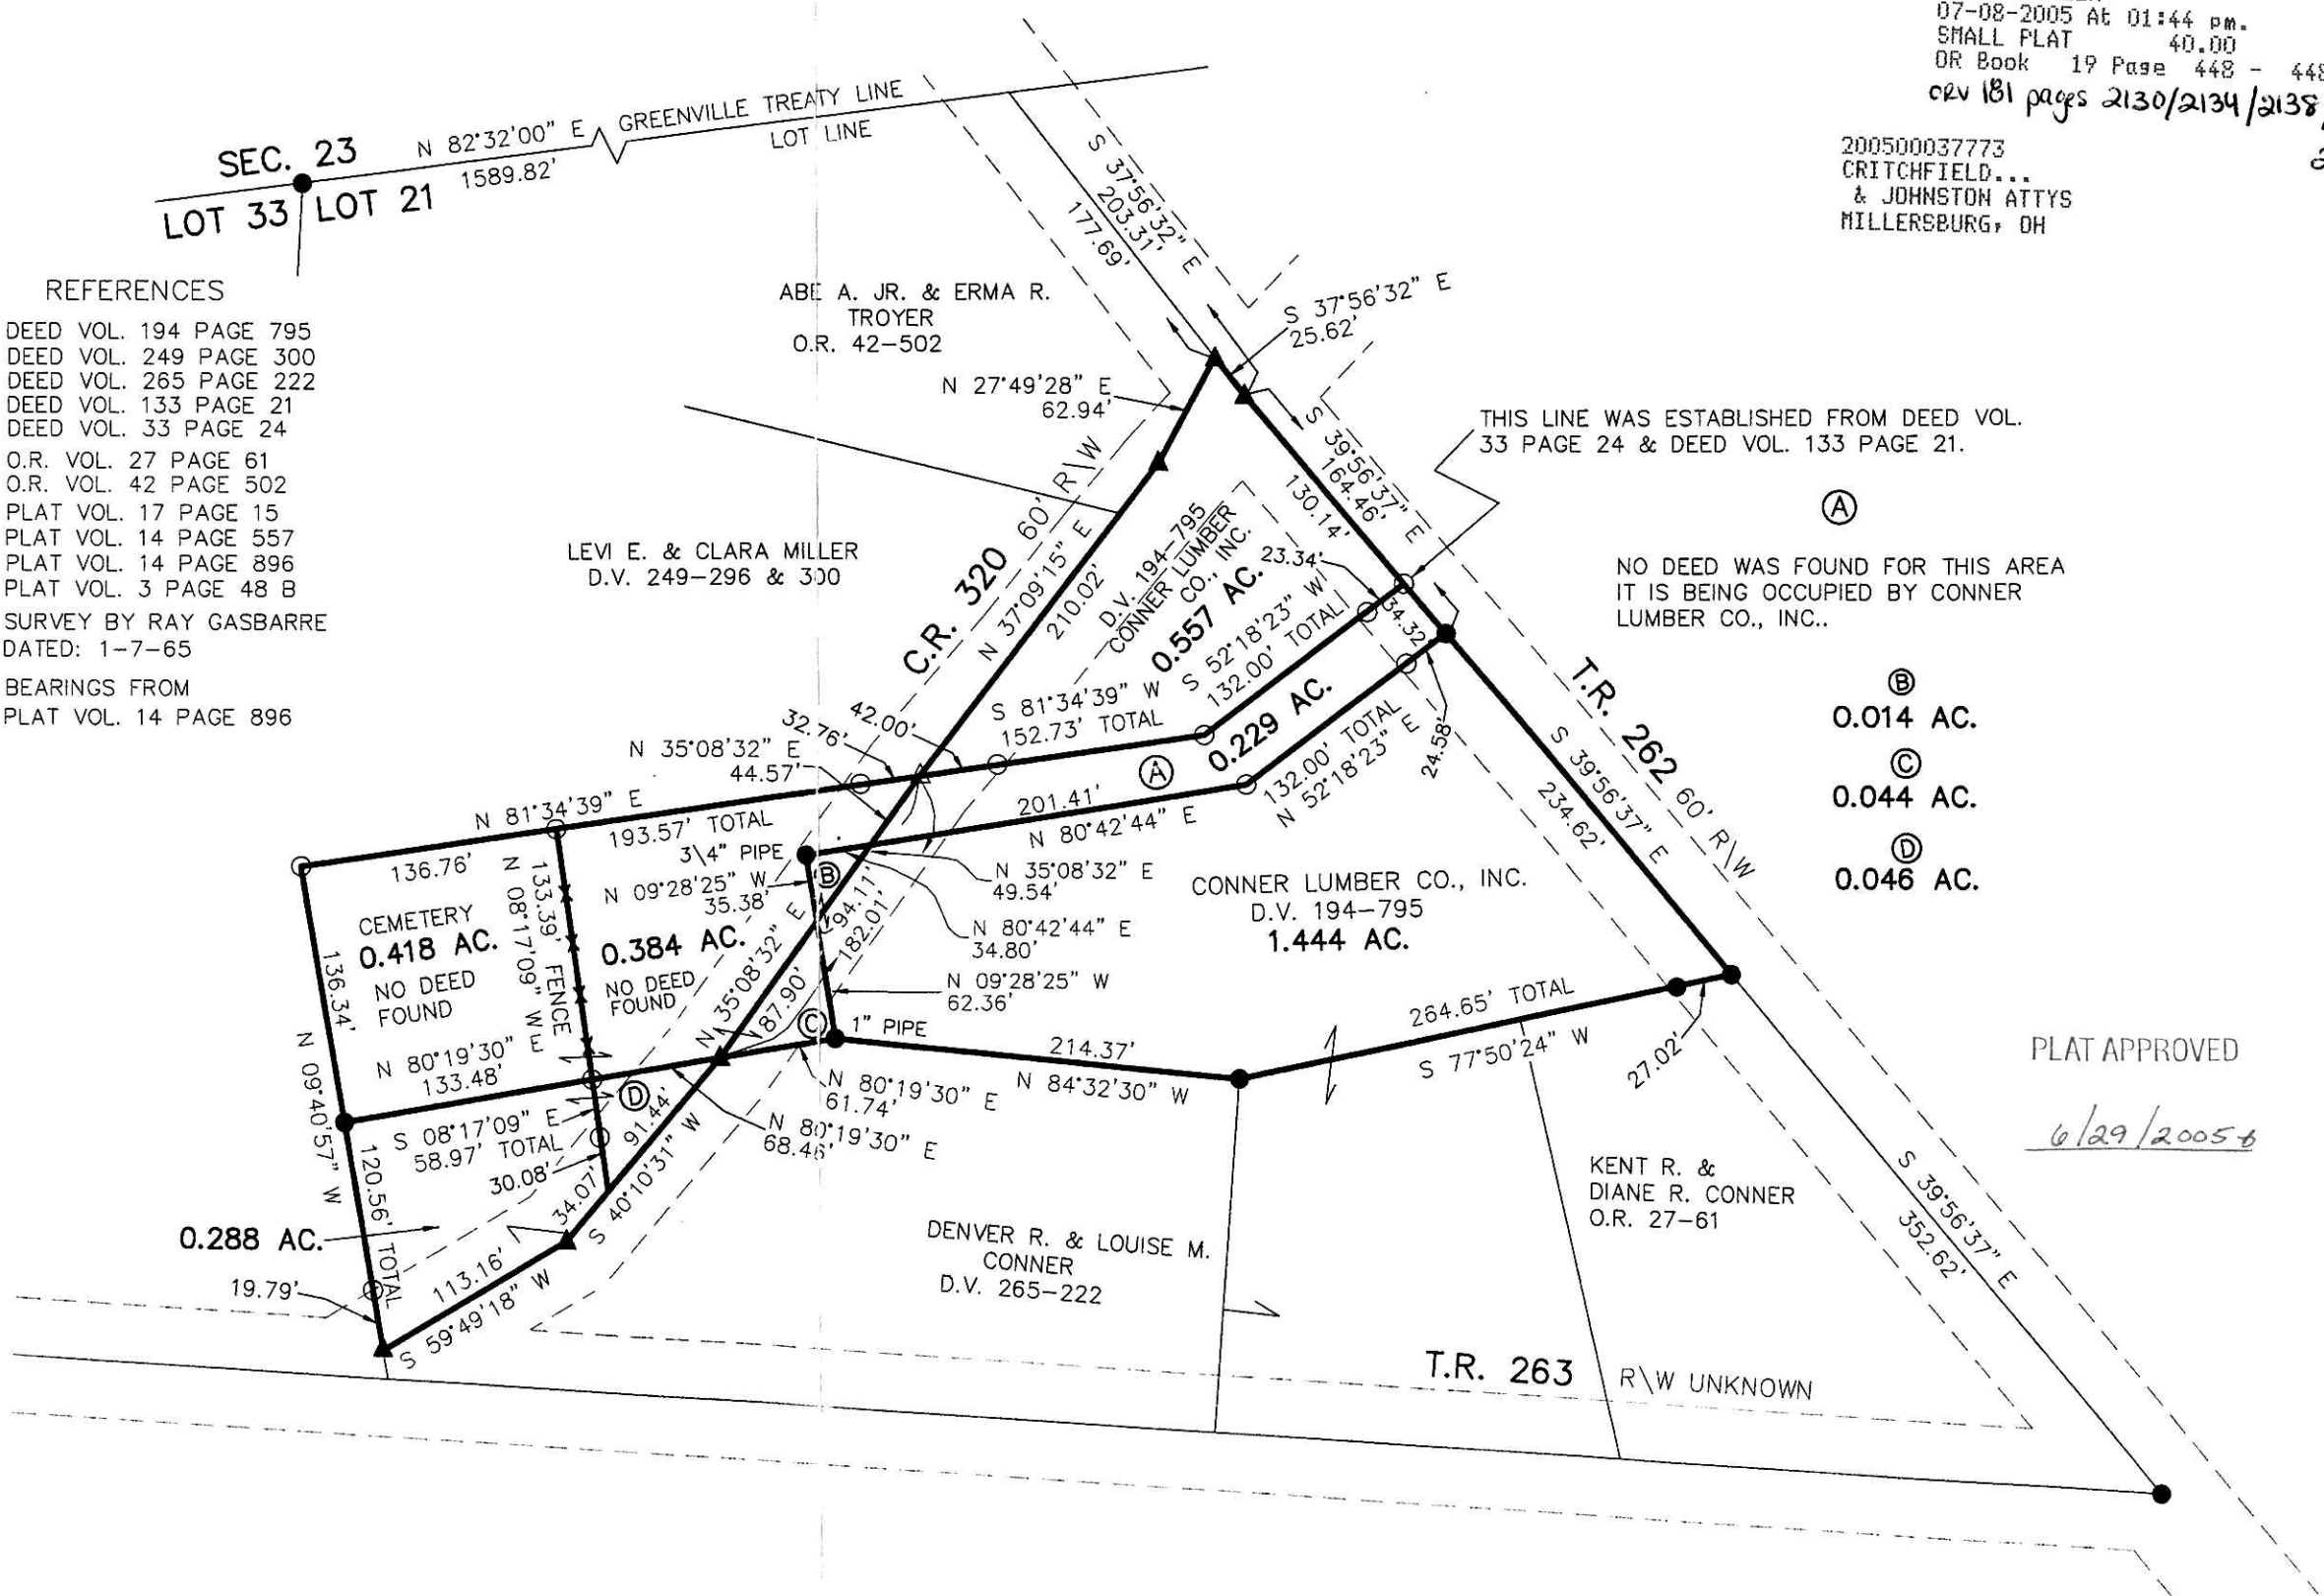 07-08-2005 At 01:44 pm.
SMALL PLAT 40.00
OR Book 19 Page 448 - 448
ORV 181 pages 2130/2134/2138/
200500037773
CRITCHFIELD...
& JOHNSTON ATTYS
MILLERSBURG, OH
SEC. 23
N 82°32'00" E
1589.82'
GREENVILLE TREATY LINE
LOT LINE
LOT 33
LOT 21
REFERENCES
DEED VOL. 194 PAGE 795
DEED VOL. 249 PAGE 300
DEED VOL. 265 PAGE 222
DEED VOL. 133 PAGE 21
DEED VOL. 33 PAGE 24
O.R. VOL. 27 PAGE 61
O.R. VOL. 42 PAGE 502
PLAT VOL. 17 PAGE 15
PLAT VOL. 14 PAGE 557
PLAT VOL. 14 PAGE 896
PLAT VOL. 3 PAGE 48 B
SURVEY BY RAY GASBARRE
DATED: 1-7-65
BEARINGS FROM
PLAT VOL. 14 PAGE 896
ABE A. JR. & ERMA R.
TROYER
O.R. 42-502
S 37°56'32" E
203.31'
177.69'
S 37°56'32" E
25.62'
N 27°49'28" E
62.94'
LEVI E. & CLARA MILLER
D.V. 249-296 & 300
C.R. 320 60' R\W
N 37°09'15" E
210.02'
D.V. 194-795
CONNER LUMBER
CO., INC.
0.557 AC.
S 39°56'37" E
164.46'
130.14'
23.34'
34.32'
THIS LINE WAS ESTABLISHED FROM DEED VOL.
33 PAGE 24 & DEED VOL. 133 PAGE 21.
A
NO DEED WAS FOUND FOR THIS AREA
IT IS BEING OCCUPIED BY CONNER
LUMBER CO., INC..
B
0.014 AC.
C
0.044 AC.
D
0.046 AC.
S 52°18'23" W
132.00' TOTAL
S 81°34'39" W
152.73' TOTAL
42.00'
32.76'
N 35°08'32" E
44.57'
A
0.229 AC.
132.00' TOTAL
N 52°18'23" E
24.58'
201.41'
N 80°42'44" E
T.R. 262 60' R\W
S 39°56'37" E
234.62'
N 81°34'39" E
193.57' TOTAL
136.76'
3\4" PIPE
N 09°28'25" W
35.38'
B
N 35°08'32" E
49.54'
N 80°42'44" E
34.80'
N 09°28'25" W
62.36'
CONNER LUMBER CO., INC.
D.V. 194-795
1.444 AC.
CEMETERY
0.418 AC.
NO DEED
FOUND
133.39' FENCE
N 08°17'09" W
0.384 AC.
NO DEED
FOUND
N 35°08'32" E
94.11'
182.01'
87.90'
C
1" PIPE
136.34'
N 09°40'57" W
N 80°19'30" E
133.48'
214.37'
N 84°32'30" W
264.65' TOTAL
S 77°50'24" W
27.02'
N 80°19'30" E
61.74'
N 80°19'30" E
68.46'
D
S 08°17'09" E
58.97' TOTAL
30.08'
91.44'
34.07'
S 40°10'31" W
120.56' TOTAL
0.288 AC.
19.79'
113.16'
S 59°49'18" W
DENVER R. & LOUISE M.
CONNER
D.V. 265-222
KENT R. &
DIANE R. CONNER
O.R. 27-61
S 39°56'37" E
352.62'
PLAT APPROVED
6/29/2005
T.R. 263 R\W UNKNOWN